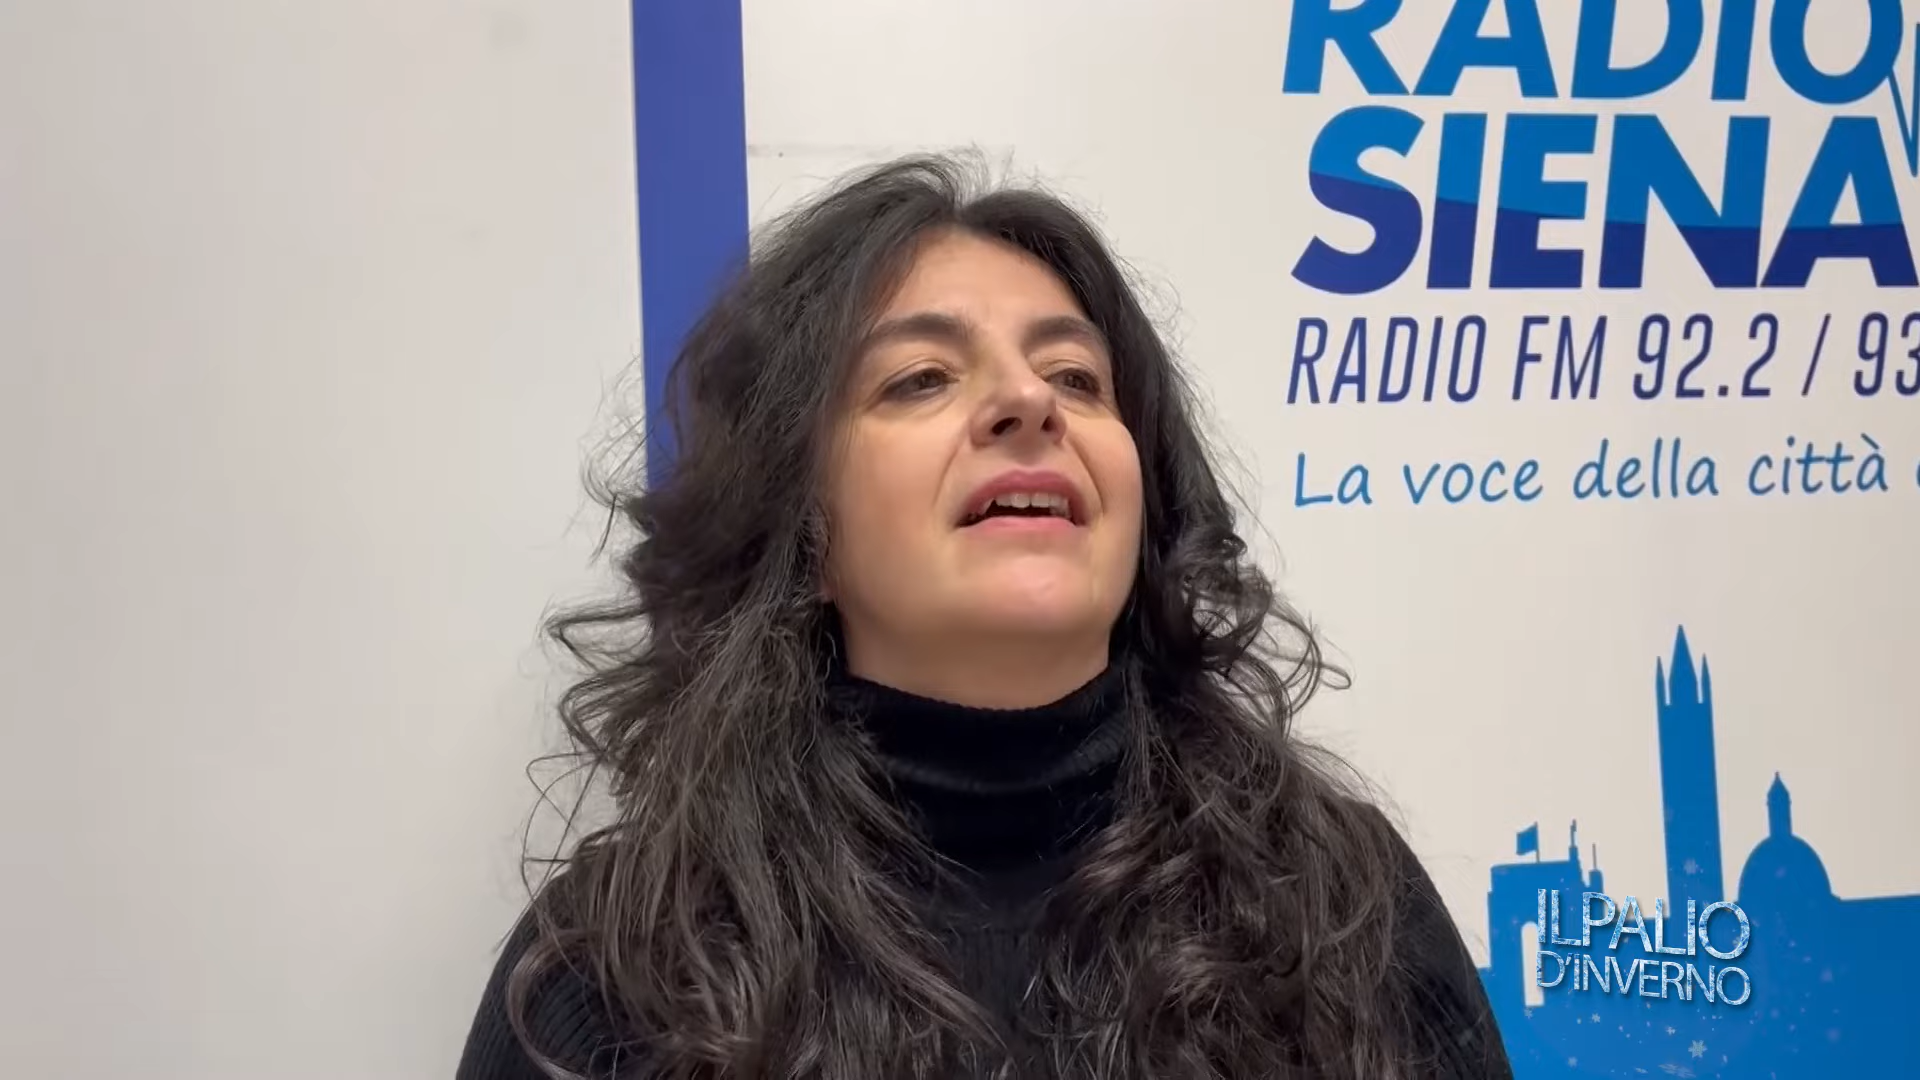 RADIO
SIENA
RADIO FM 92.2 / 93
La voce della città
IL PALIO
D'INVERNO